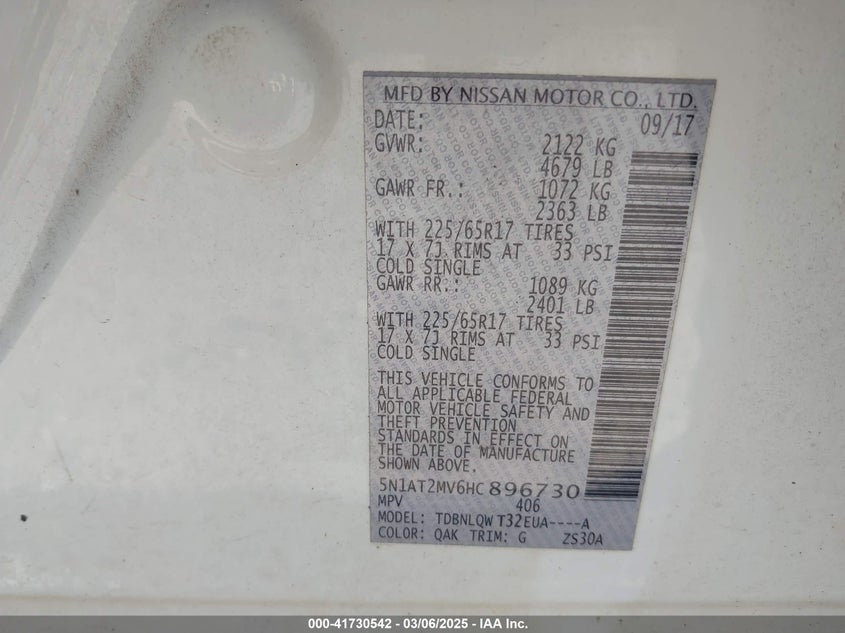 MFD BY NISSAN MOTOR CO., LTD.
DATE: 09/17
GVWR: 2122 KG
4679 LB
GAWR FR.: 1072 KG
2363 LB
WITH 225/65R17 TIRES
17 X 7J RIMS AT 33 PSI
COLD SINGLE
GAWR RR.: 1089 KG
2401 LB
WITH 225/65R17 TIRES
17 X 7J RIMS AT 33 PSI
COLD SINGLE
THIS VEHICLE CONFORMS TO
ALL APPLICABLE FEDERAL
MOTOR VEHICLE SAFETY AND
THEFT PREVENTION
STANDARDS IN EFFECT ON
THE DATE OF MANUFACTURE
SHOWN ABOVE.
5N1AT2MV6HC896730
MPV 406
MODEL: TDBNLQW T32EUA----A
COLOR: QAK TRIM: G ZS30A
000-41730542 - 03/06/2025 - IAA Inc.